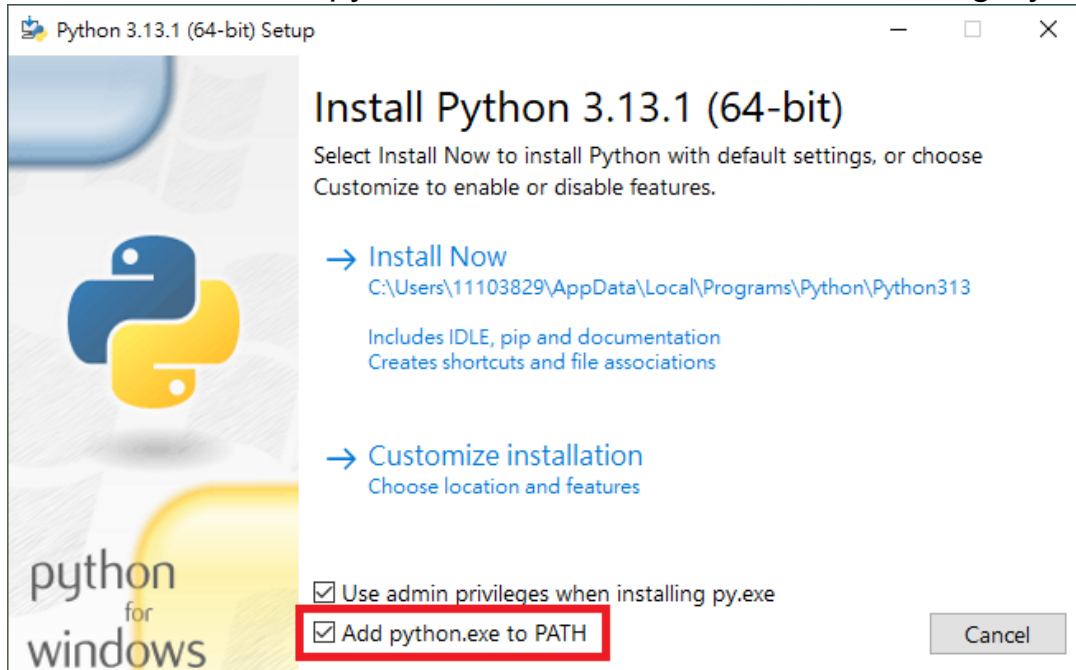 Python 3.13.1 (64-bit) Setup
Install Python 3.13.1 (64-bit)
Select Install Now to install Python with default settings, or choose
Customize to enable or disable features.
→ Install Now
C:\Users\11103829\AppData\Local\Programs\Python\Python313
Includes IDLE, pip and documentation
Creates shortcuts and file associations
→ Customize installation
Choose location and features
python
for
windows
Use admin privileges when installing py.exe
Add python.exe to PATH
Cancel